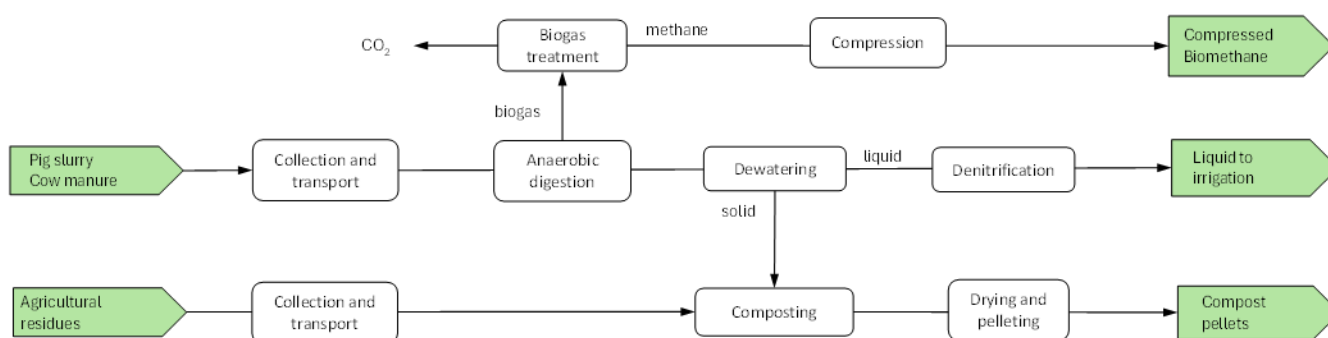 CO₂
Biogas
treatment
methane
Compression
Compressed
Biomethane
biogas
Pig slurry
Cow manure
Collection and
transport
Anaerobic
digestion
Dewatering
liquid
Denitrification
Liquid to
irrigation
solid
Agricultural
residues
Collection and
transport
Composting
Drying and
pelleting
Compost
pellets